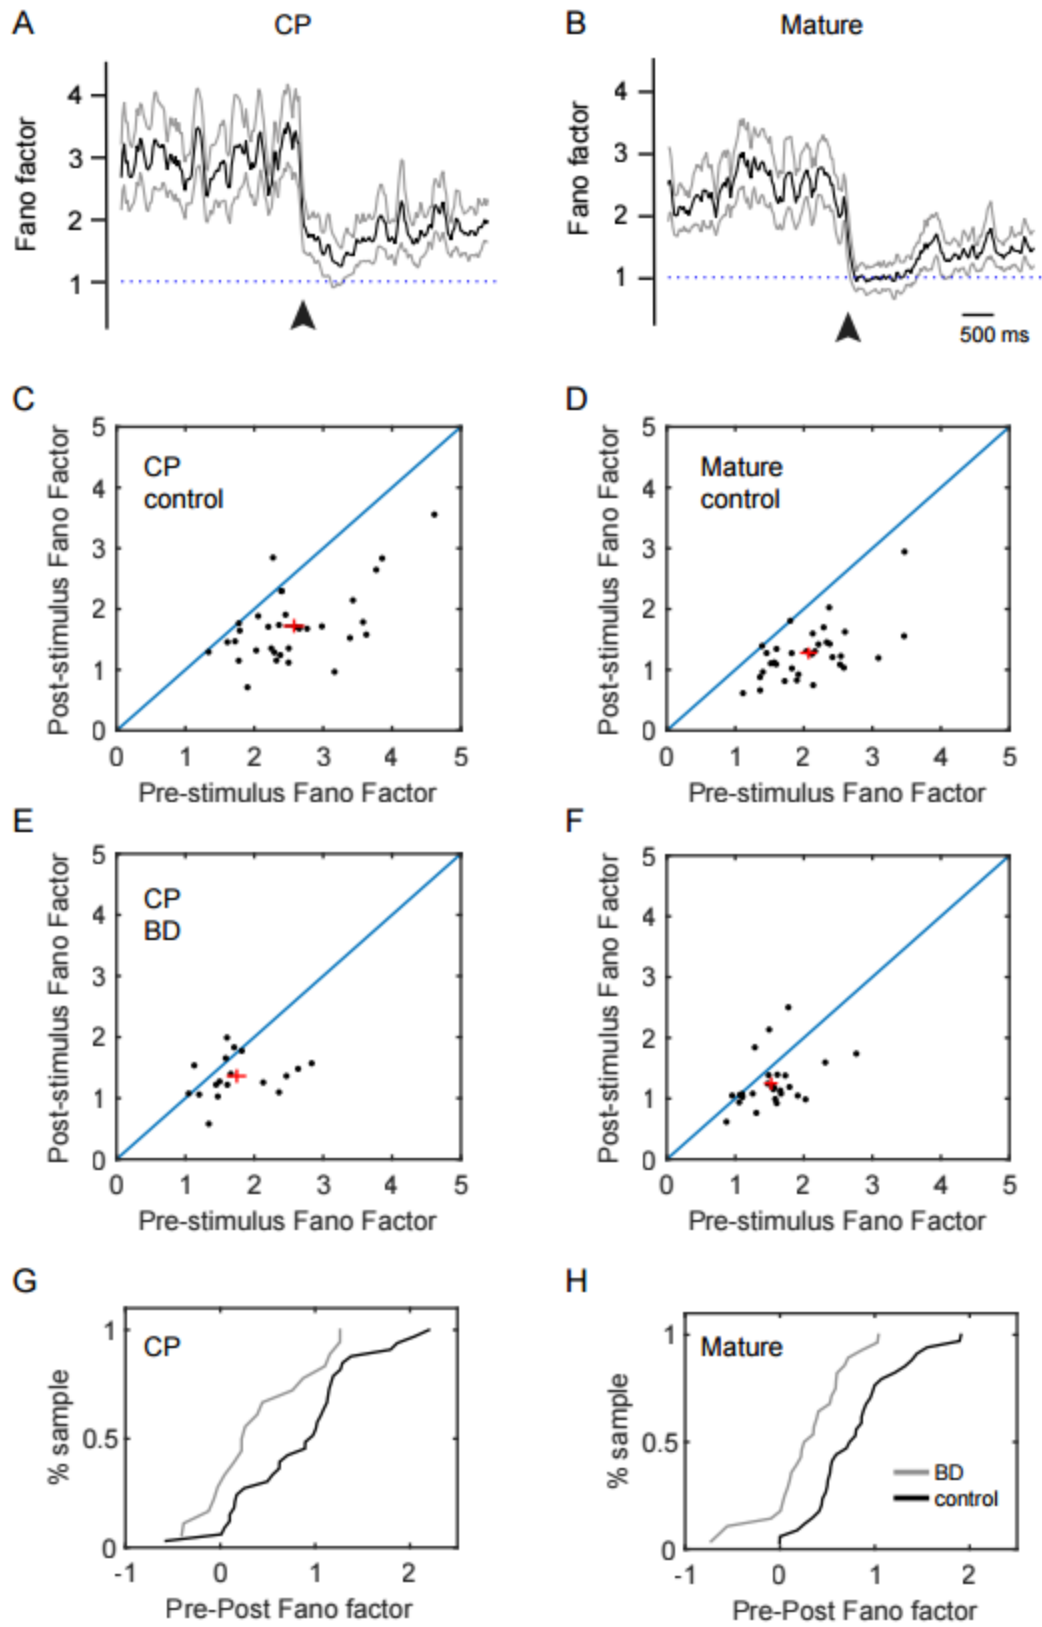 A
CP
B
Mature
Fano factor
4
3
2
1
Fano factor
4
3
2
1
500 ms
C
D
Post-stimulus Fano Factor
5
4
3
2
1
0
CP
control
0 1 2 3 4 5
Pre-stimulus Fano Factor
Post-stimulus Fano Factor
5
4
3
2
1
0
Mature
control
0 1 2 3 4 5
Pre-stimulus Fano Factor
E
F
Post-stimulus Fano Factor
5
4
3
2
1
0
CP
BD
0 1 2 3 4 5
Pre-stimulus Fano Factor
Post-stimulus Fano Factor
5
4
3
2
1
0
0 1 2 3 4 5
Pre-stimulus Fano Factor
G
H
% sample
1
0.5
0
CP
-1 0 1 2
Pre-Post Fano factor
% sample
1
0.5
0
Mature
BD
control
-1 0 1 2
Pre-Post Fano factor